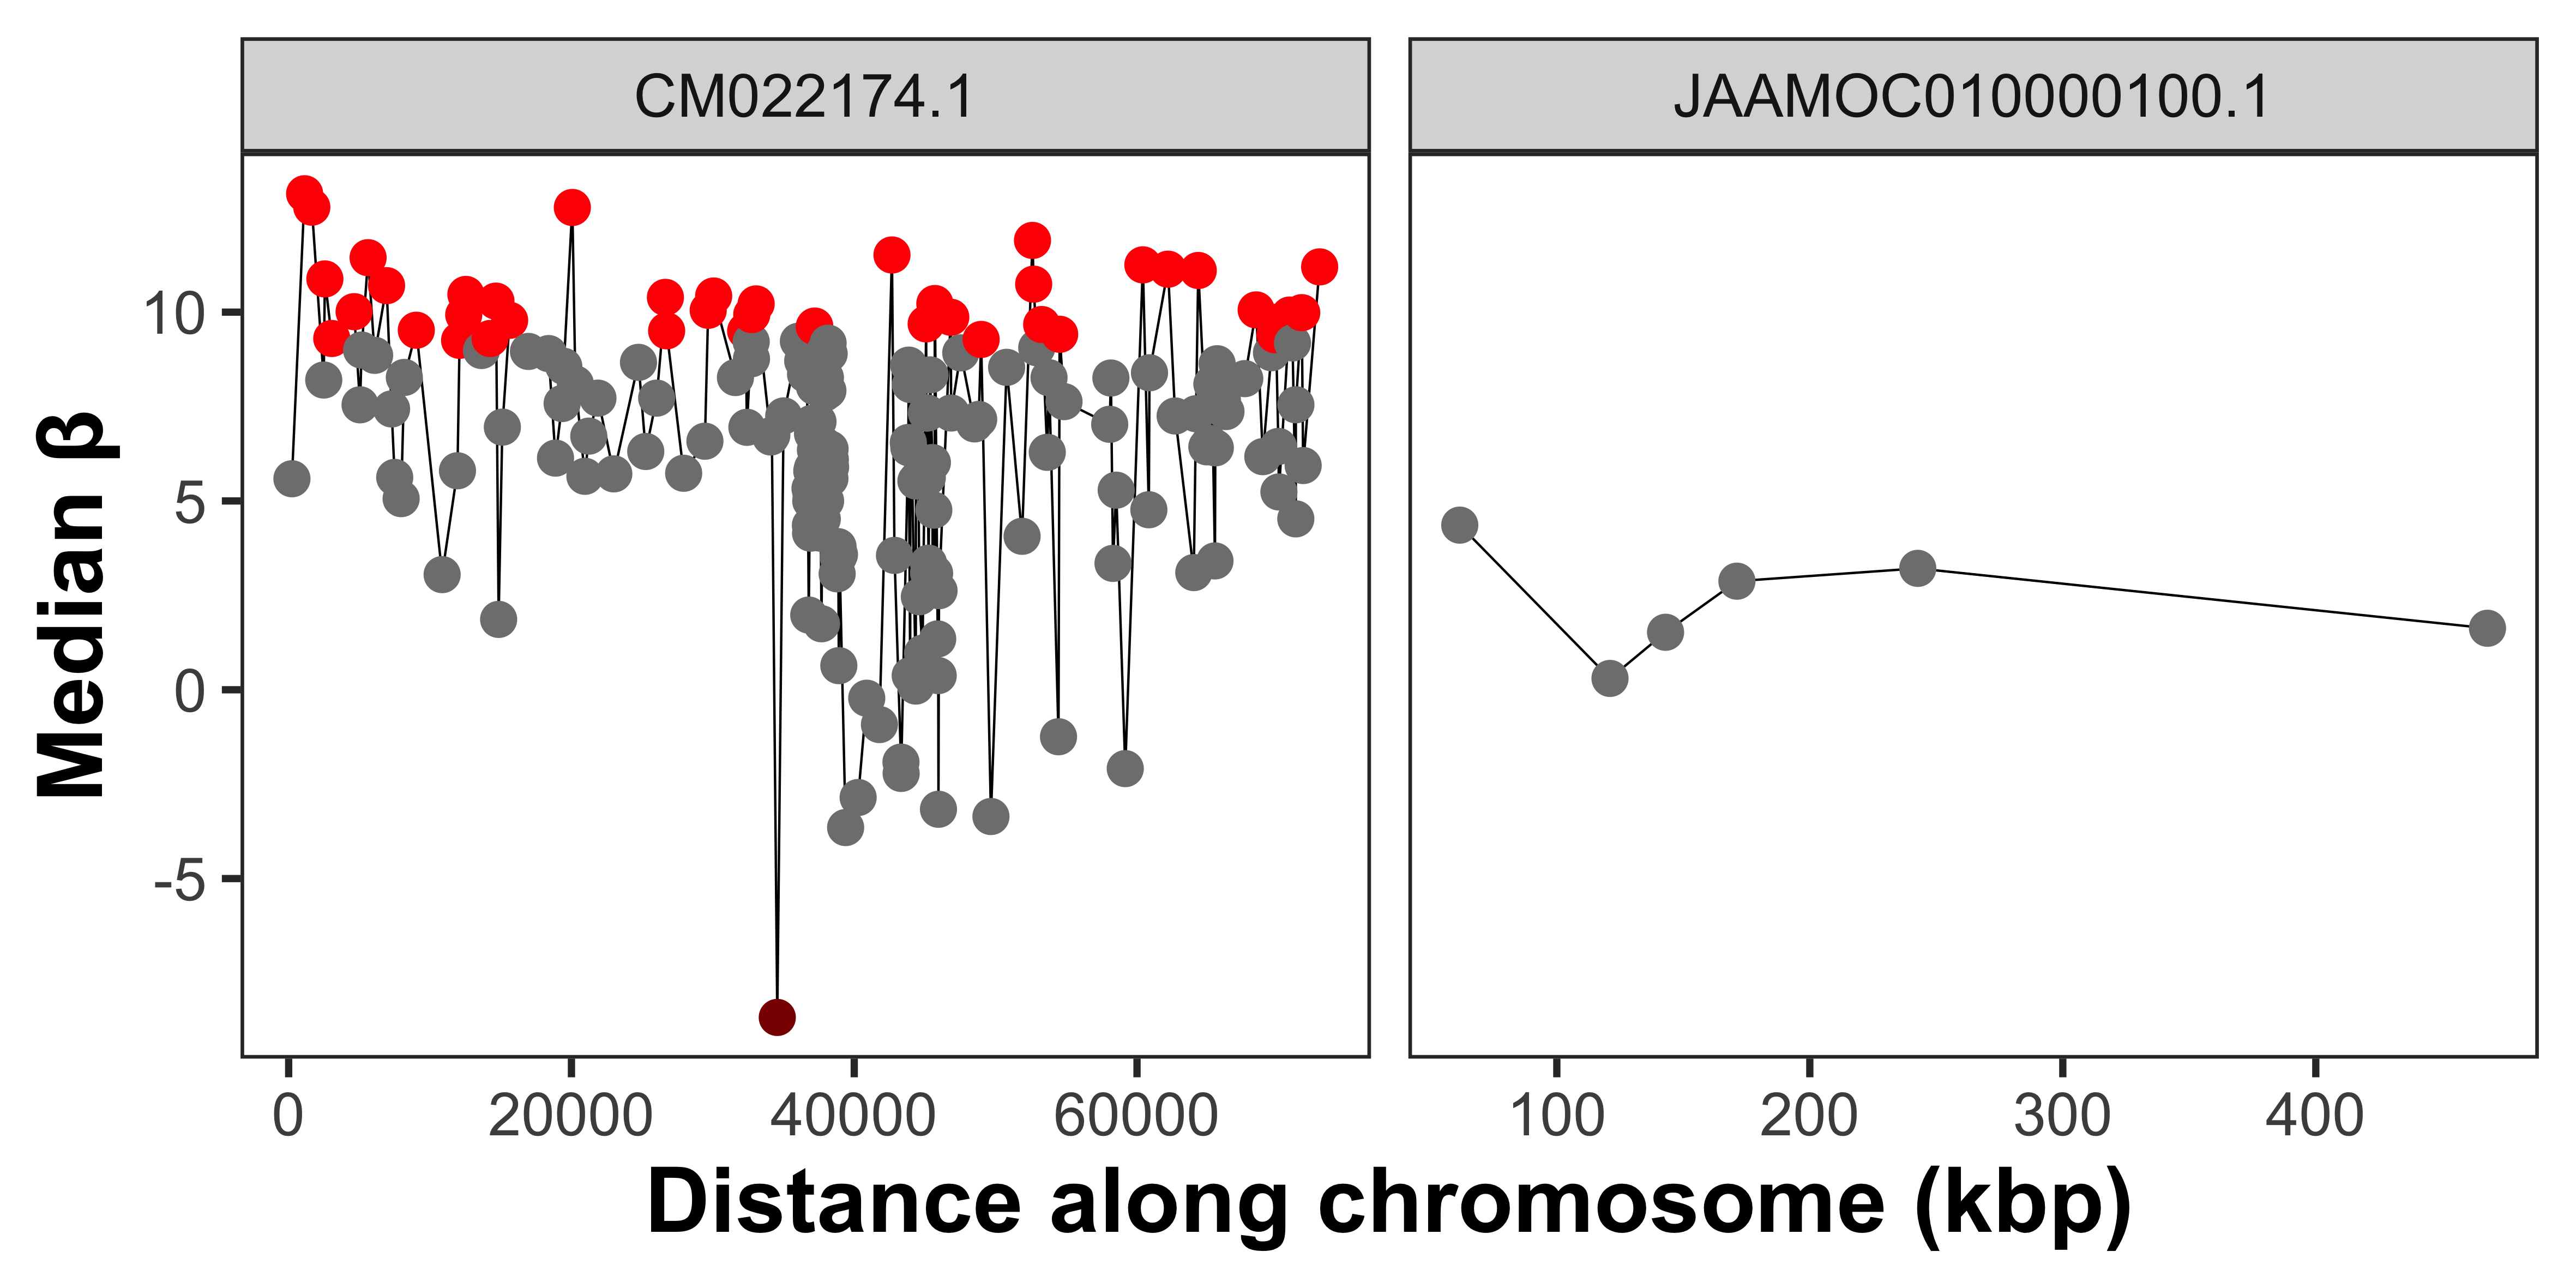 CM022174.1
JAAMOC010000100.1
Median β
10
5
0
-5
0 20000 40000 60000
100 200 300 400
Distance along chromosome (kbp)